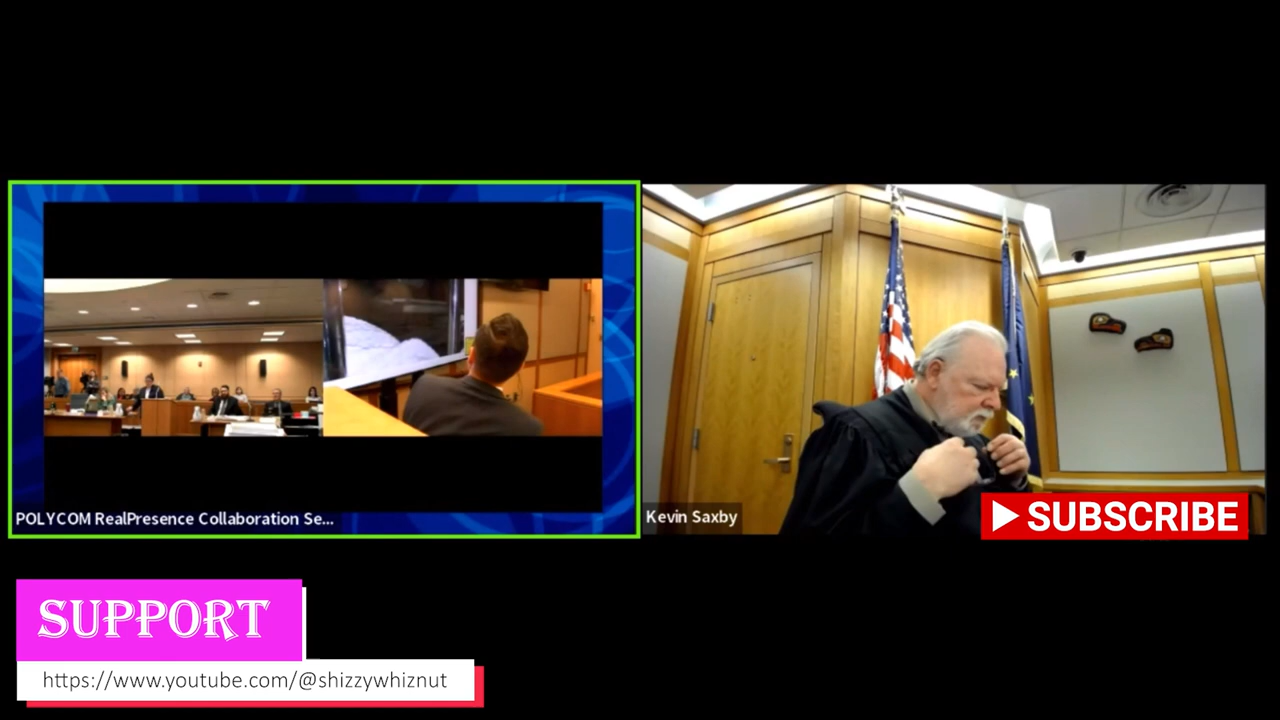 POLYCOM RealPresence Collaboration Se...
Kevin Saxby
SUBSCRIBE
SUPPORT
https://www.youtube.com/@shizzywhiznut